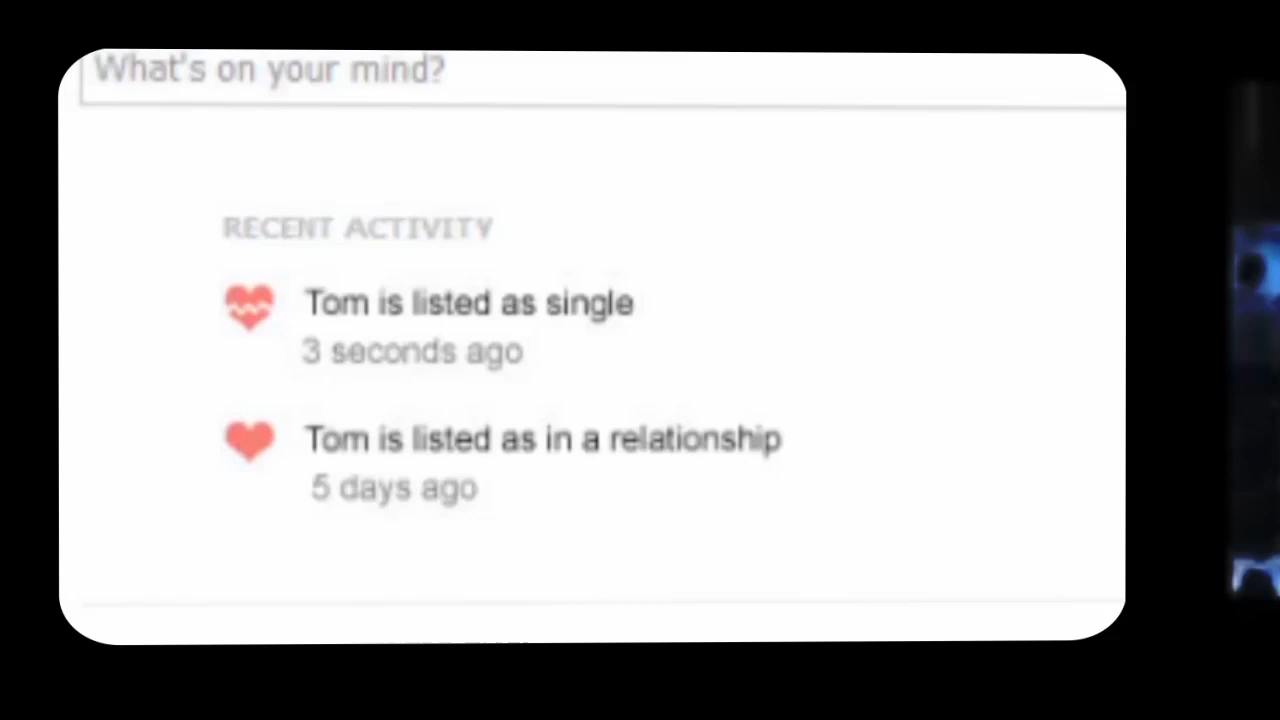 What's on your mind?
RECENT ACTIVITY
Tom is listed as single
3 seconds ago
Tom is listed as in a relationship
5 days ago